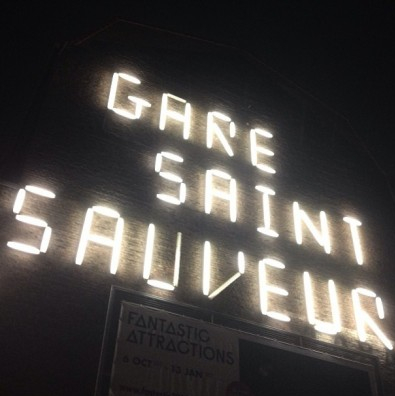 GARE
SAINT
SAUVEUR
FANTASTIC
ATTRACTIONS